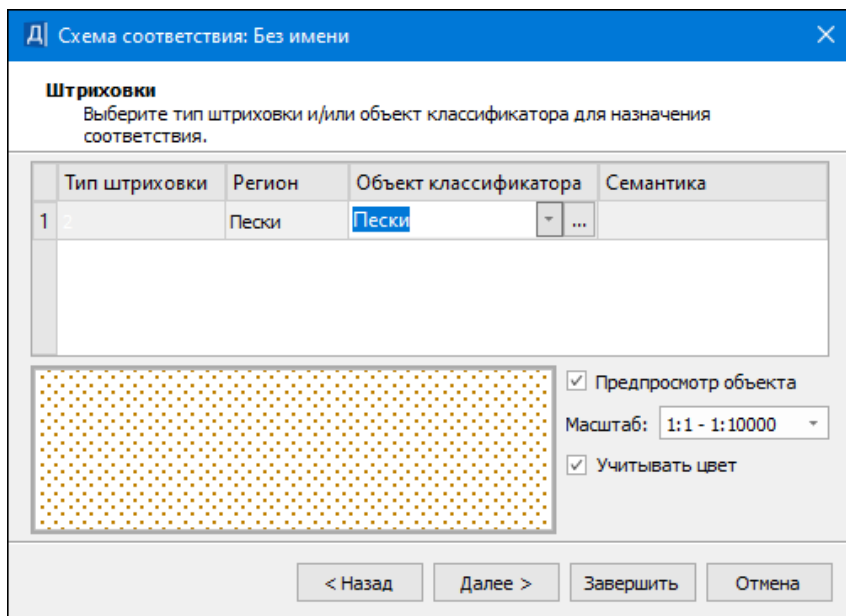 Д Схема соответствия: Без имени
Штриховки
Выберите тип штриховки и/или объект классификатора для назначения
соответствия.
Тип штриховки Регион Объект классификатора Семантика
1 2 Пески Пески ...
Предпросмотр объекта
Масштаб: 1:1 - 1:10000
Учитывать цвет
< Назад Далее > Завершить Отмена